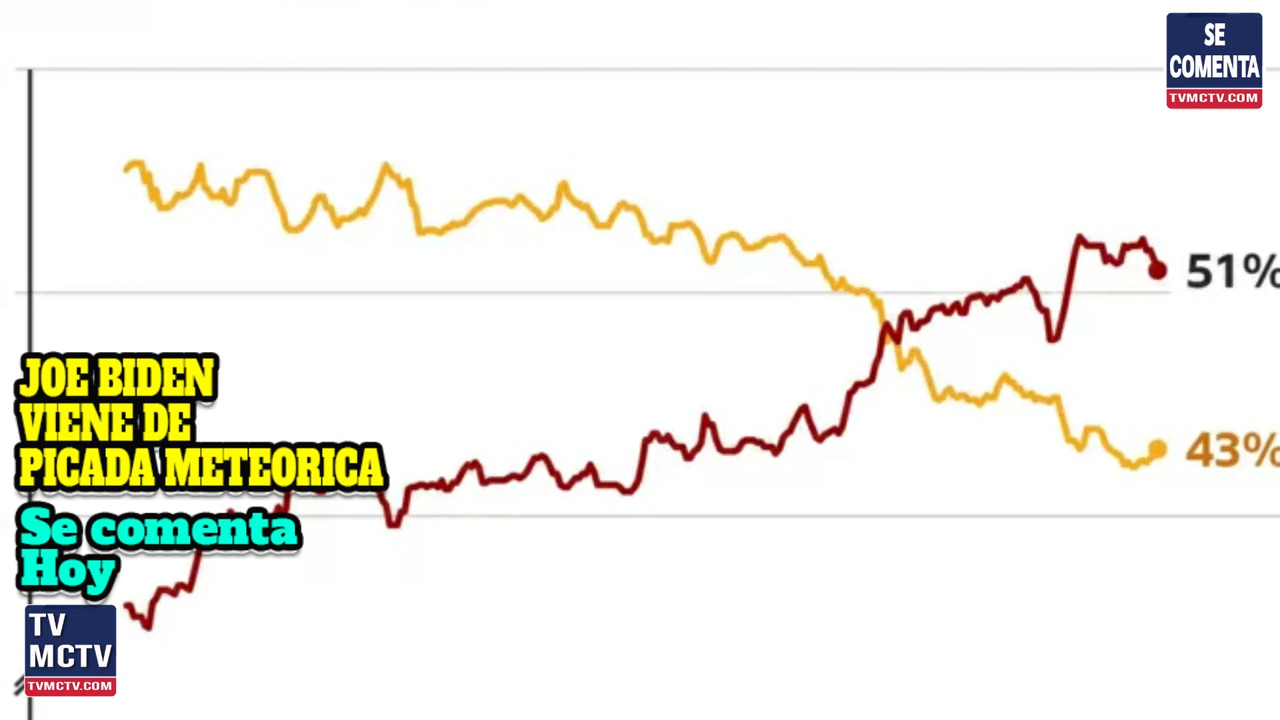 SE
COMENTA
TVMCTV.COM
51%
JOE BIDEN
VIENE DE
PICADA METEORICA
43%
Se comenta
Hoy
TV
MCTV
TVMCTV.COM